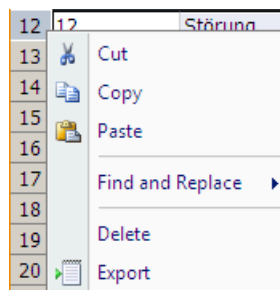 12 12 Störung
13 Cut
14 Copy
15 Paste
16
17 Find and Replace
18
19 Delete
20 Export